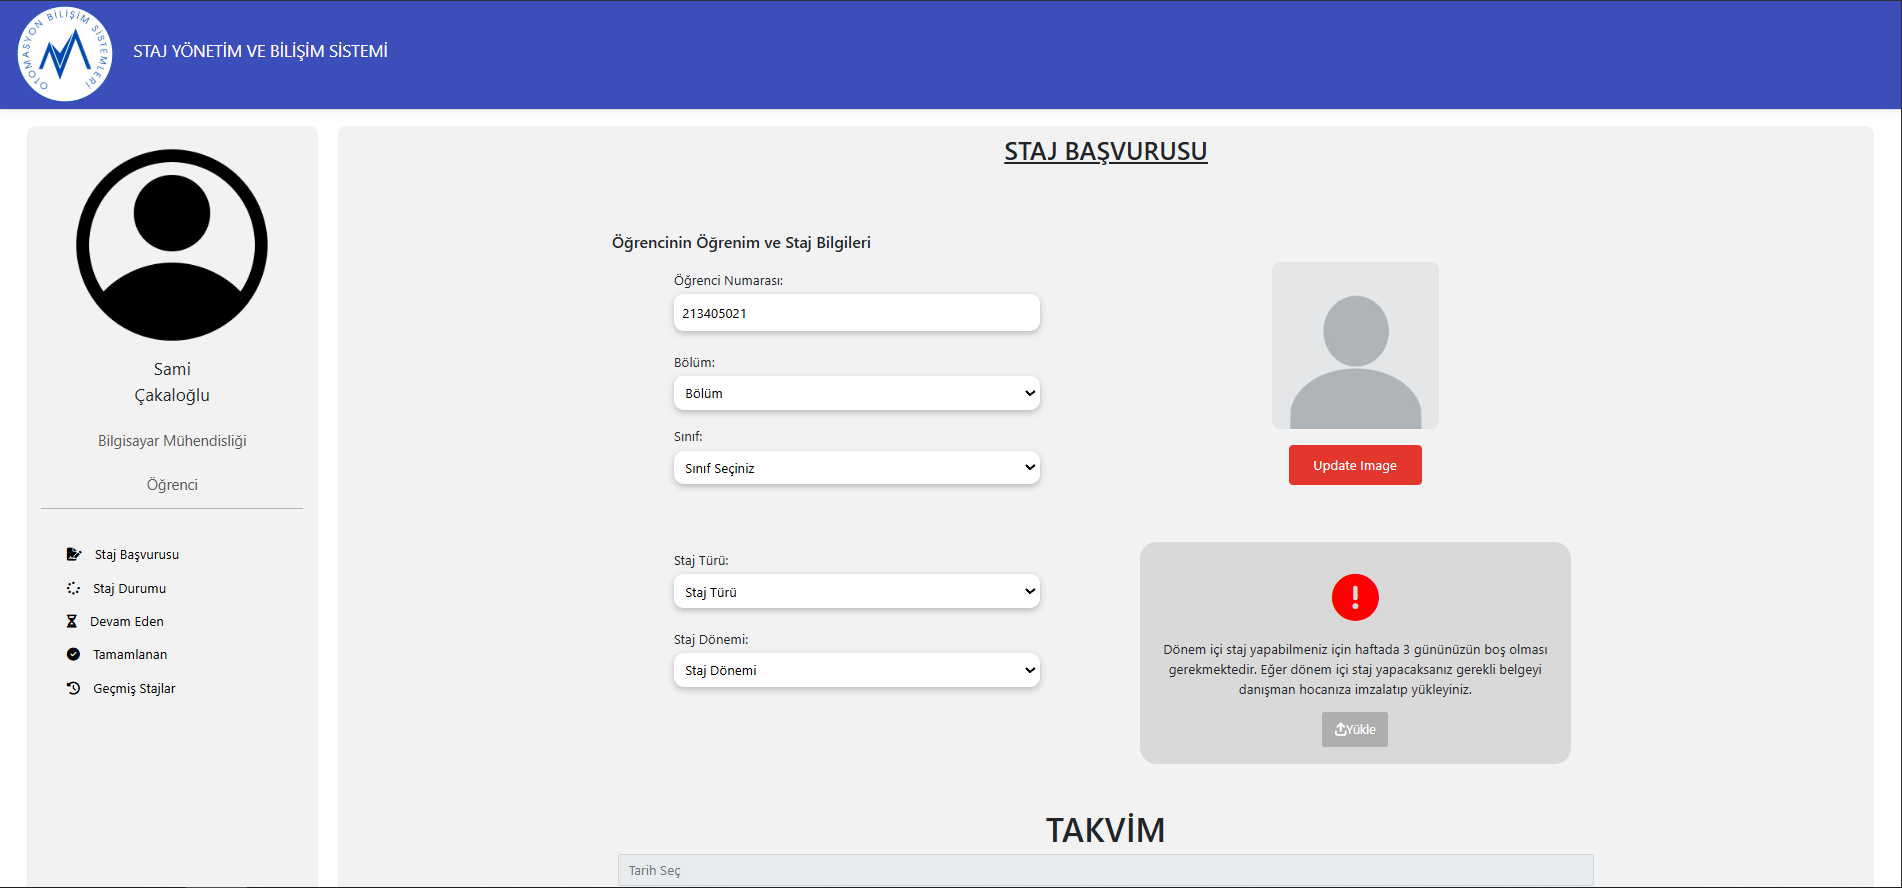 OTOMASYON BİLİŞİM SİSTEMLERİ
STAJ YÖNETİM VE BİLİŞİM SİSTEMİ
Sami
Çakaloğlu
Bilgisayar Mühendisliği
Öğrenci
Staj Başvurusu
Staj Durumu
Devam Eden
Tamamlanan
Geçmiş Stajlar
STAJ BAŞVURUSU
Öğrencinin Öğrenim ve Staj Bilgileri
Öğrenci Numarası:
213405021
Bölüm:
Bölüm
Sınıf:
Sınıf Seçiniz
Update Image
Staj Türü:
Staj Türü
Staj Dönemi:
Staj Dönemi
Dönem içi staj yapabilmeniz için haftada 3 gününüzün boş olması
gerekmektedir. Eğer dönem içi staj yapacaksanız gerekli belgeyi
danışman hocanıza imzalatıp yükleyiniz.
Yükle
TAKVİM
Tarih Seç